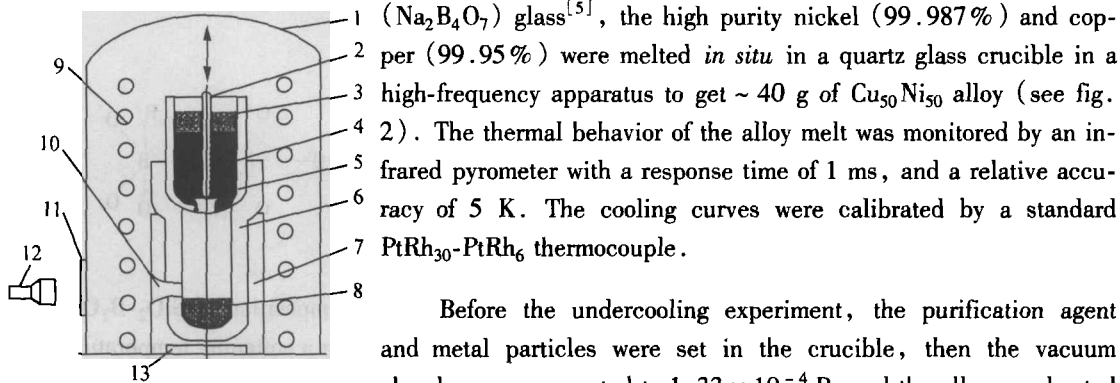 (Na₂B₄O₇) glass[5], the high purity nickel (99.987%) and cop-
per (99.95%) were melted in situ in a quartz glass crucible in a
high-frequency apparatus to get ~ 40 g of Cu₅₀Ni₅₀ alloy (see fig.
2). The thermal behavior of the alloy melt was monitored by an in-
frared pyrometer with a response time of 1 ms, and a relative accu-
racy of 5 K. The cooling curves were calibrated by a standard
PtRh₃₀-PtRh₆ thermocouple.
Before the undercooling experiment, the purification agent
and metal particles were set in the crucible, then the vacuum
1
2
3
4
5
6
7
8
9
10
11
12
13